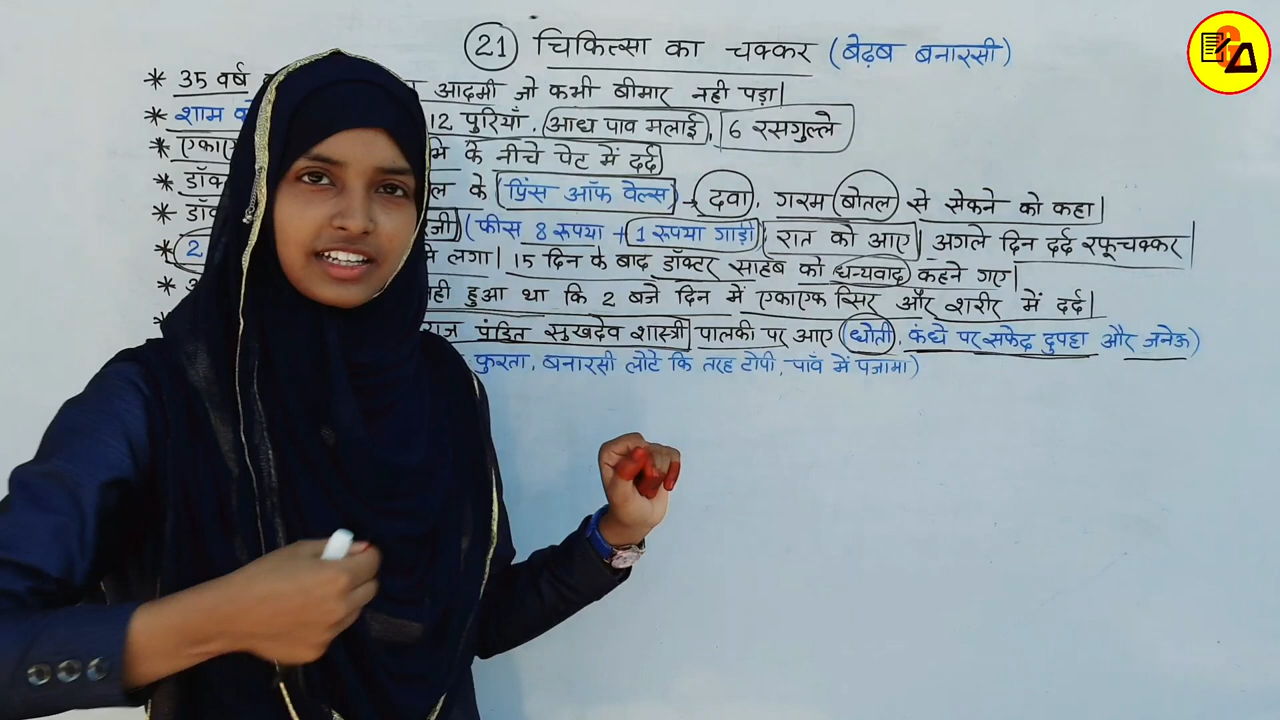 21 चिकित्सा का चक्कर (बेढ़ब बनारसी)
* 35 वर्ष आदमी जो कभी बीमार नही पड़ा|
* शाम 12 पुरियाँ, आध पाव मलाई, 6 रसगुल्ले
* के नीचे पेट में दर्द
* के प्रिंस ऑफ वेल्स + दवा, गरम बोतल से सेकने को कहा|
* (फीस 8 रूपया + 1 रूपया गाड़ी) रात को आए| अगले दिन दर्द रफूचक्कर|
* 2 लगा| 15 दिन के बाद डॉक्टर साहब को धन्यवाद कहने गए|
* हुआ था कि 2 बजे दिन में एकाएक सिर और शरीर में दर्द|
* पंडित सुखदेव शास्त्री पालकी पर आए (धोती, कंधे पर सफेद दुपट्टा और जनेऊ)
कुरता, बनारसी लोटे कि तरह टोपी, पाँव में पजामा)